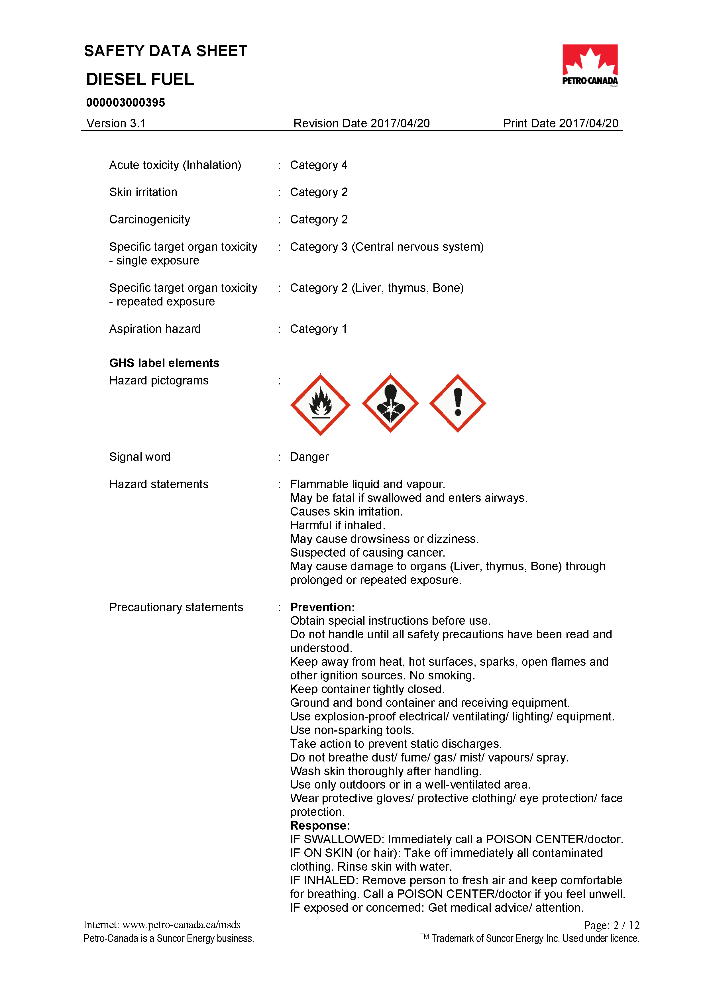 SAFETY DATA SHEET
DIESEL FUEL
000003000395
PETRO-CANADA
TM/MC
Version 3.1 Revision Date 2017/04/20 Print Date 2017/04/20
Acute toxicity (Inhalation) : Category 4
Skin irritation : Category 2
Carcinogenicity : Category 2
Specific target organ toxicity : Category 3 (Central nervous system)
- single exposure
Specific target organ toxicity : Category 2 (Liver, thymus, Bone)
- repeated exposure
Aspiration hazard : Category 1
GHS label elements
Hazard pictograms :
Signal word : Danger
Hazard statements : Flammable liquid and vapour.
May be fatal if swallowed and enters airways.
Causes skin irritation.
Harmful if inhaled.
May cause drowsiness or dizziness.
Suspected of causing cancer.
May cause damage to organs (Liver, thymus, Bone) through
prolonged or repeated exposure.
Precautionary statements : Prevention:
Obtain special instructions before use.
Do not handle until all safety precautions have been read and
understood.
Keep away from heat, hot surfaces, sparks, open flames and
other ignition sources. No smoking.
Keep container tightly closed.
Ground and bond container and receiving equipment.
Use explosion-proof electrical/ ventilating/ lighting/ equipment.
Use non-sparking tools.
Take action to prevent static discharges.
Do not breathe dust/ fume/ gas/ mist/ vapours/ spray.
Wash skin thoroughly after handling.
Use only outdoors or in a well-ventilated area.
Wear protective gloves/ protective clothing/ eye protection/ face
protection.
Response:
IF SWALLOWED: Immediately call a POISON CENTER/doctor.
IF ON SKIN (or hair): Take off immediately all contaminated
clothing. Rinse skin with water.
IF INHALED: Remove person to fresh air and keep comfortable
for breathing. Call a POISON CENTER/doctor if you feel unwell.
IF exposed or concerned: Get medical advice/ attention.
Internet: www.petro-canada.ca/msds Page: 2 / 12
Petro-Canada is a Suncor Energy business. TM Trademark of Suncor Energy Inc. Used under licence.